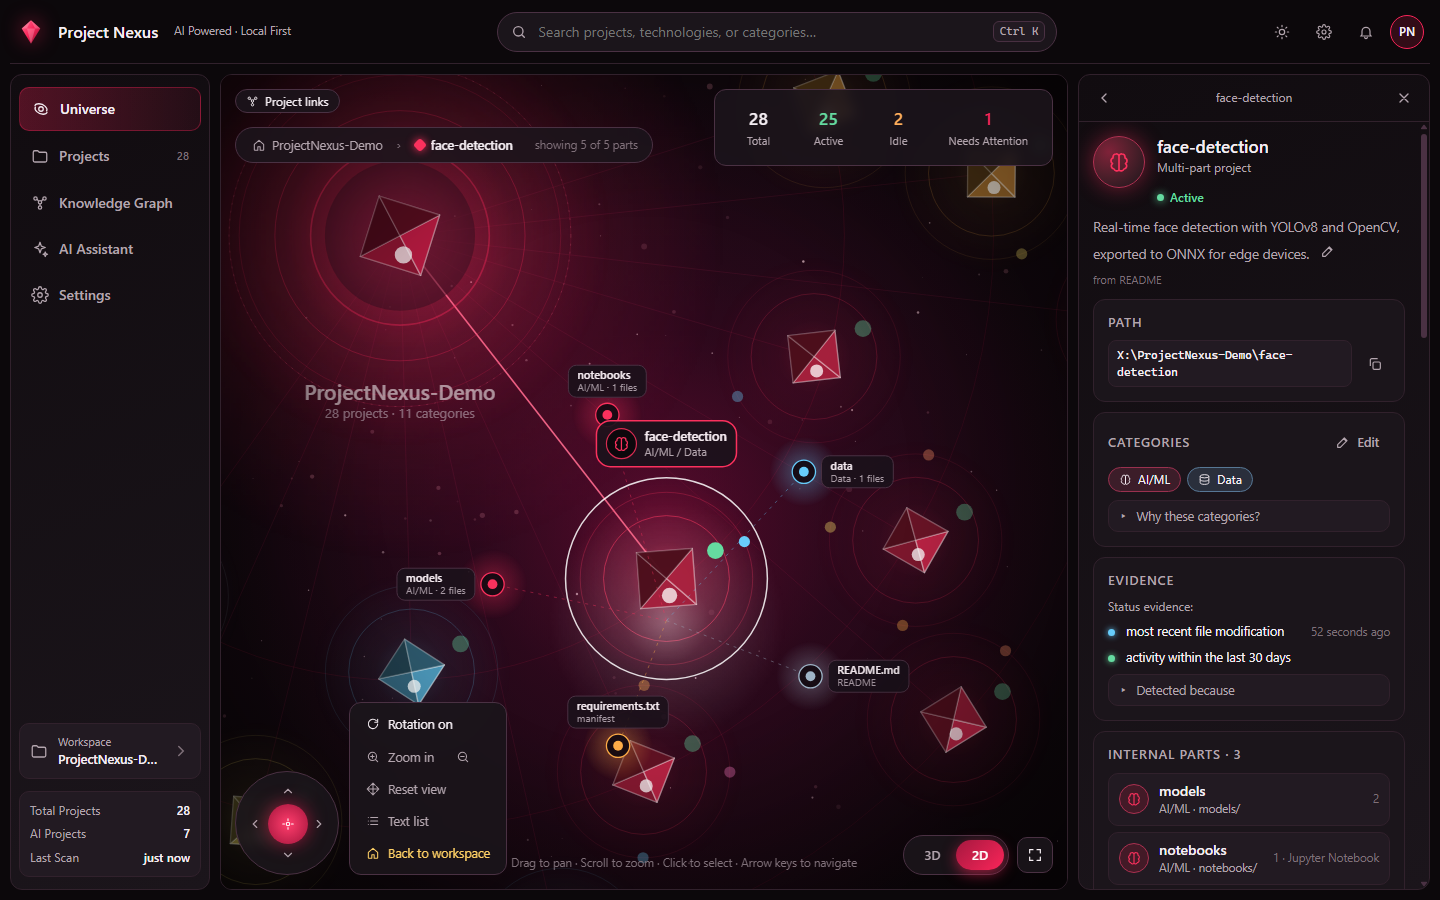 Project Nexus
AI Powered · Local First
Search projects, technologies, or categories...
Ctrl K
PN
Universe
Projects
28
Knowledge Graph
AI Assistant
Settings
Workspace
ProjectNexus-D...
Total Projects
28
AI Projects
7
Last Scan
just now
Project links
ProjectNexus-Demo › face-detection showing 5 of 5 parts
28
Total
25
Active
2
Idle
1
Needs Attention
ProjectNexus-Demo
28 projects · 11 categories
notebooks
AI/ML · 1 files
face-detection
AI/ML / Data
data
Data · 1 files
models
AI/ML · 2 files
README.md
README
requirements.txt
manifest
Rotation on
Zoom in
Reset view
Text list
Back to workspace
Drag to pan · Scroll to zoom · Click to select · Arrow keys to navigate
3D
2D
face-detection
face-detection
Multi-part project
Active
Real-time face detection with YOLOv8 and OpenCV,
exported to ONNX for edge devices.
from README
PATH
X:\ProjectNexus-Demo\face-
detection
CATEGORIES
Edit
AI/ML
Data
Why these categories?
EVIDENCE
Status evidence:
most recent file modification
52 seconds ago
activity within the last 30 days
Detected because
INTERNAL PARTS · 3
models
AI/ML · models/
2
notebooks
AI/ML · notebooks/
1 · Jupyter Notebook